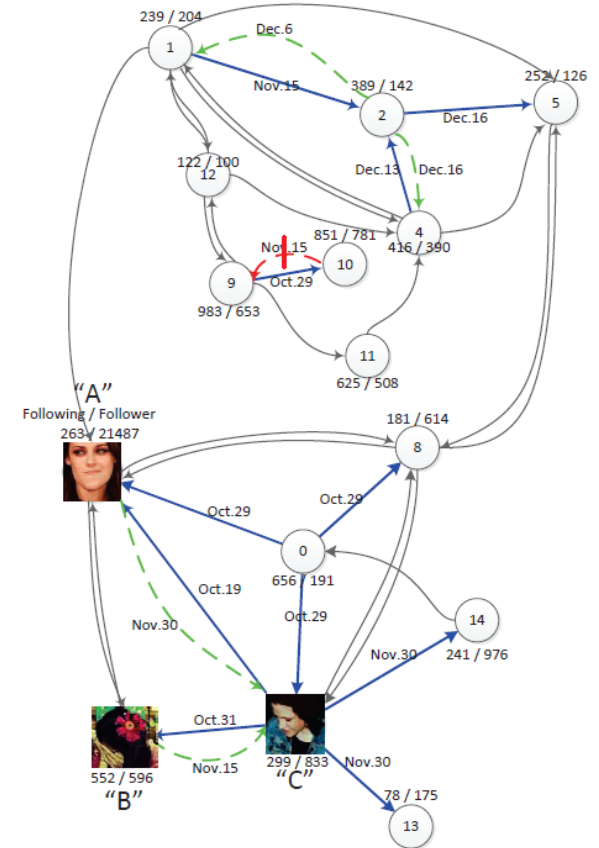 239 / 204
1
Dec.6
Nov.15
389 / 142
2
252 / 126
5
Dec.16
122 / 100
12
Dec.13
Dec.16
4
416 / 390
851 / 781
10
Nov.15
Oct.29
9
983 / 653
11
625 / 508
"A"
Following / Follower
263 / 21487
181 / 614
8
Oct.29
Oct.29
0
656 / 191
Oct.19
Oct.29
14
241 / 976
Nov.30
Nov.30
Oct.31
Nov.15
552 / 596
"B"
299 / 833
"C"
Nov.30
78 / 175
13